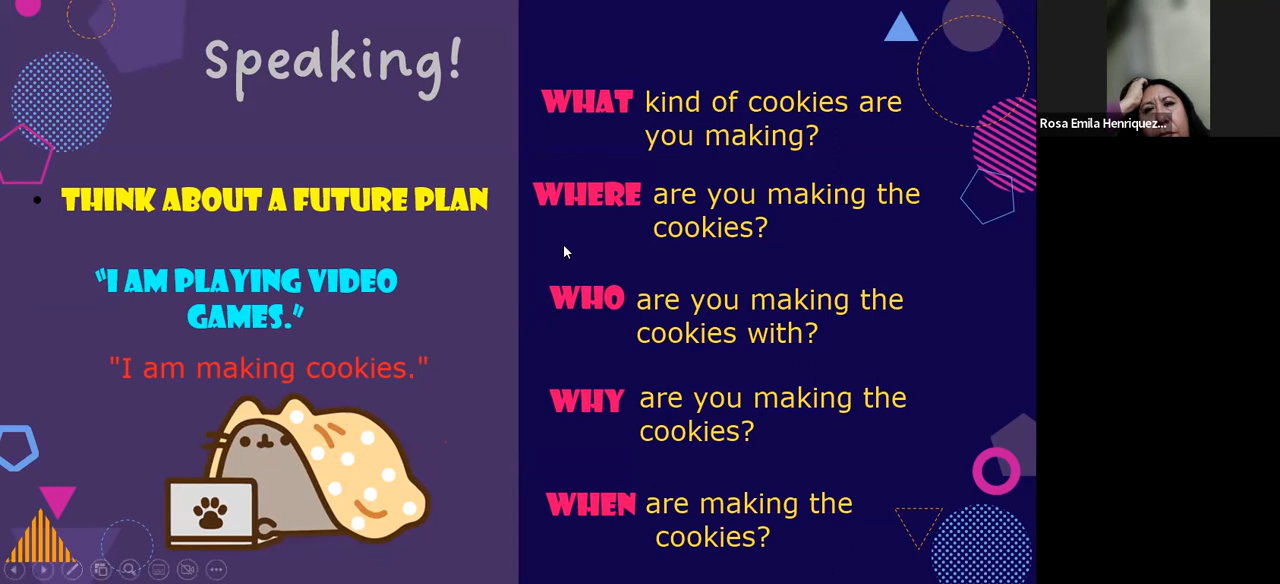 Speaking!
• THINK ABOUT A FUTURE PLAN
"I AM PLAYING VIDEO
GAMES."
"I am making cookies."
WHAT kind of cookies are
you making?
WHERE are you making the
cookies?
WHO are you making the
cookies with?
WHY are you making the
cookies?
WHEN are making the
cookies?
Rosa Emila Henriquez...